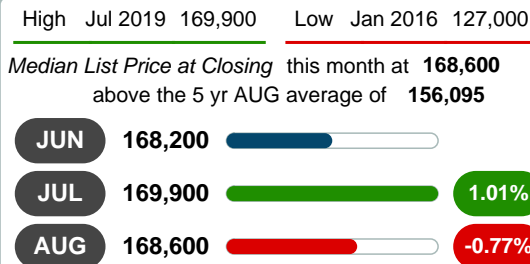 High Jul 2019 169,900 Low Jan 2016 127,000
Median List Price at Closing this month at 168,600
above the 5 yr AUG average of 156,095
JUN 168,200
JUL 169,900 1.01%
AUG 168,600 -0.77%